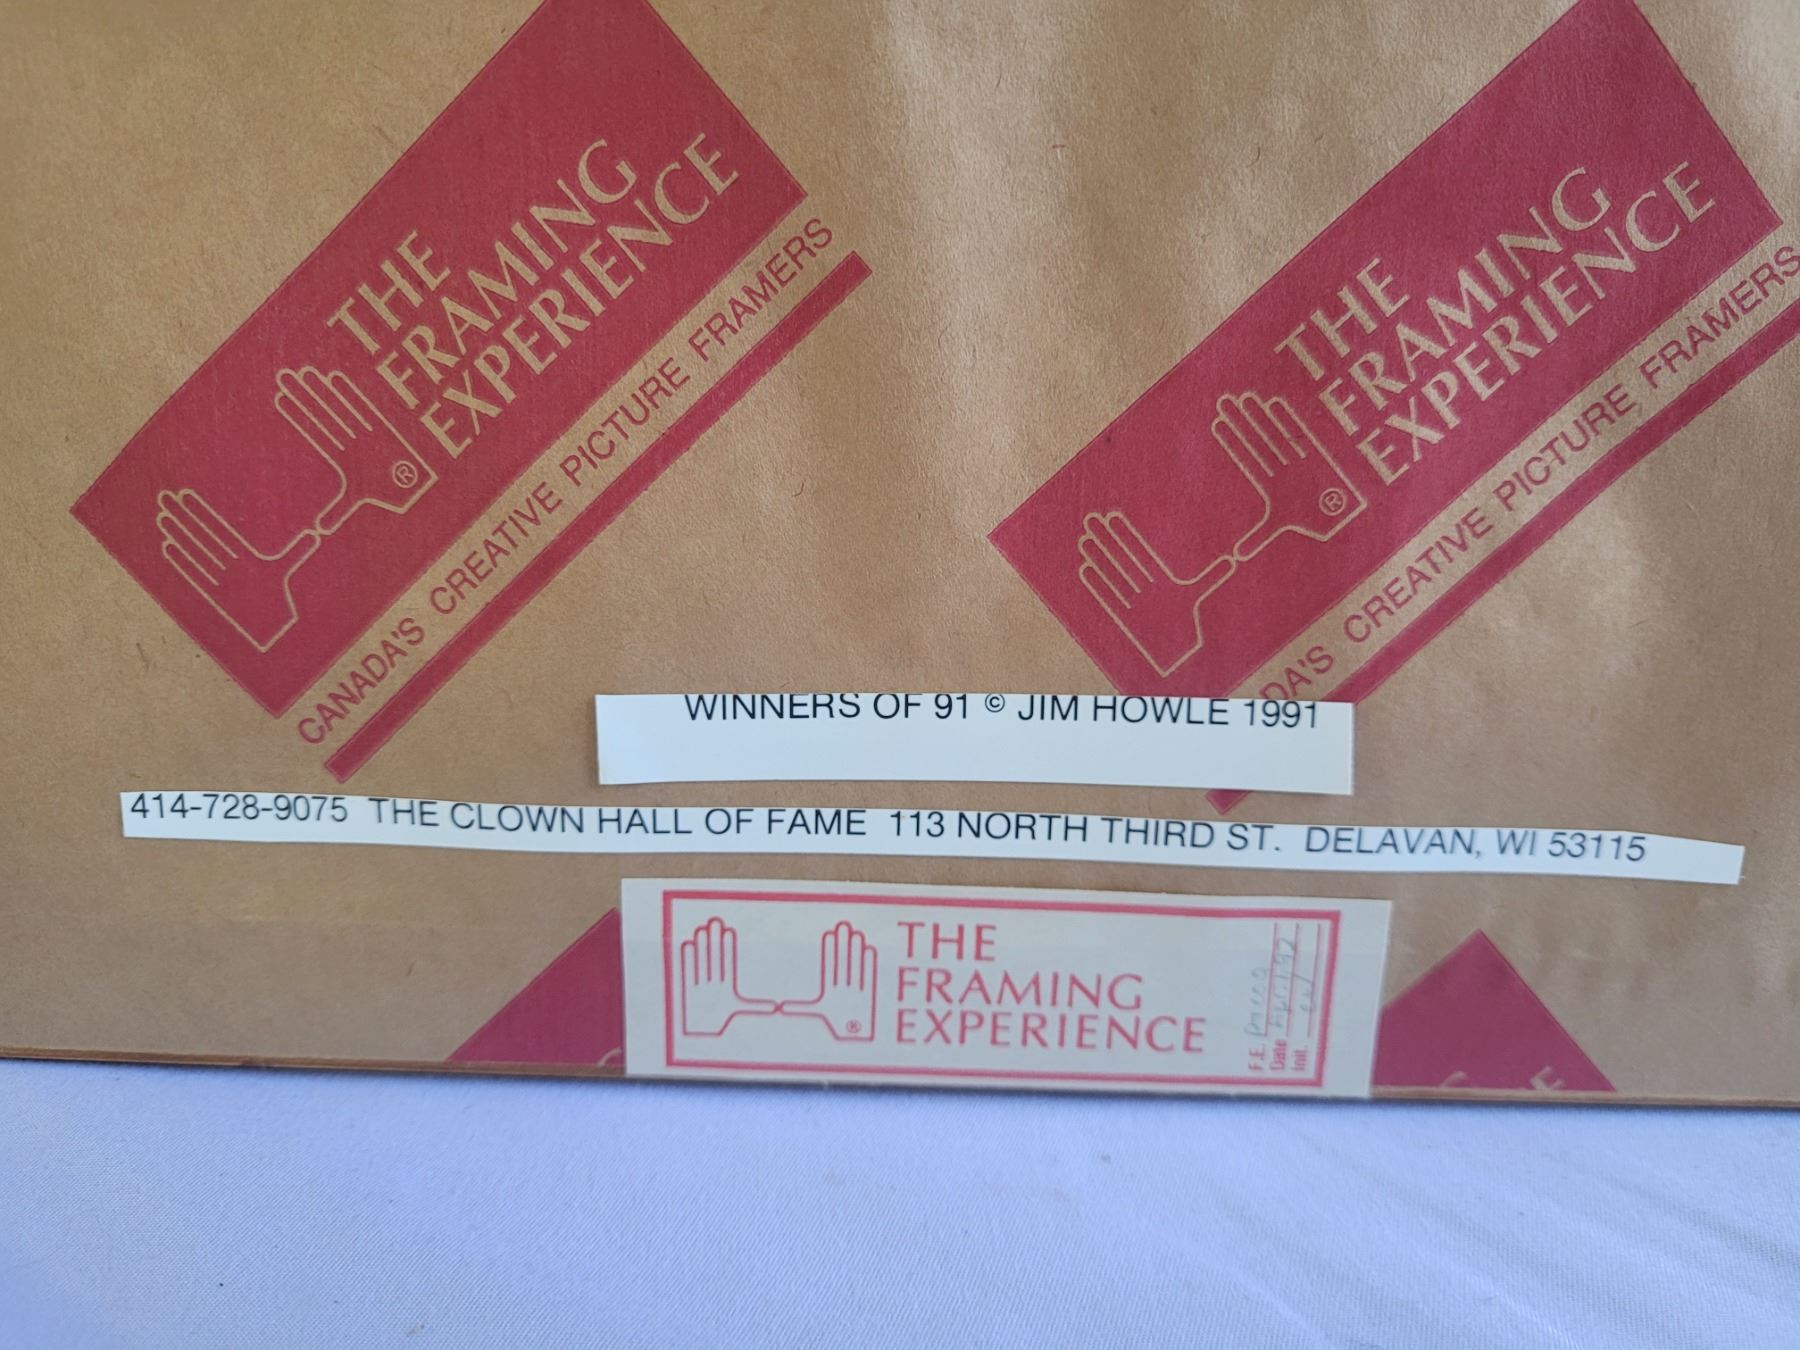 THE
FRAMING
EXPERIENCE
®
CANADA'S CREATIVE PICTURE FRAMERS
THE
FRAMING
EXPERIENCE
®
DA'S CREATIVE PICTURE FRAMERS
WINNERS OF 91 © JIM HOWLE 1991
414-728-9075 THE CLOWN HALL OF FAME 113 NORTH THIRD ST. DELAVAN, WI 53115
THE
FRAMING
EXPERIENCE
®
F.E.
Date April 92
Init.
E